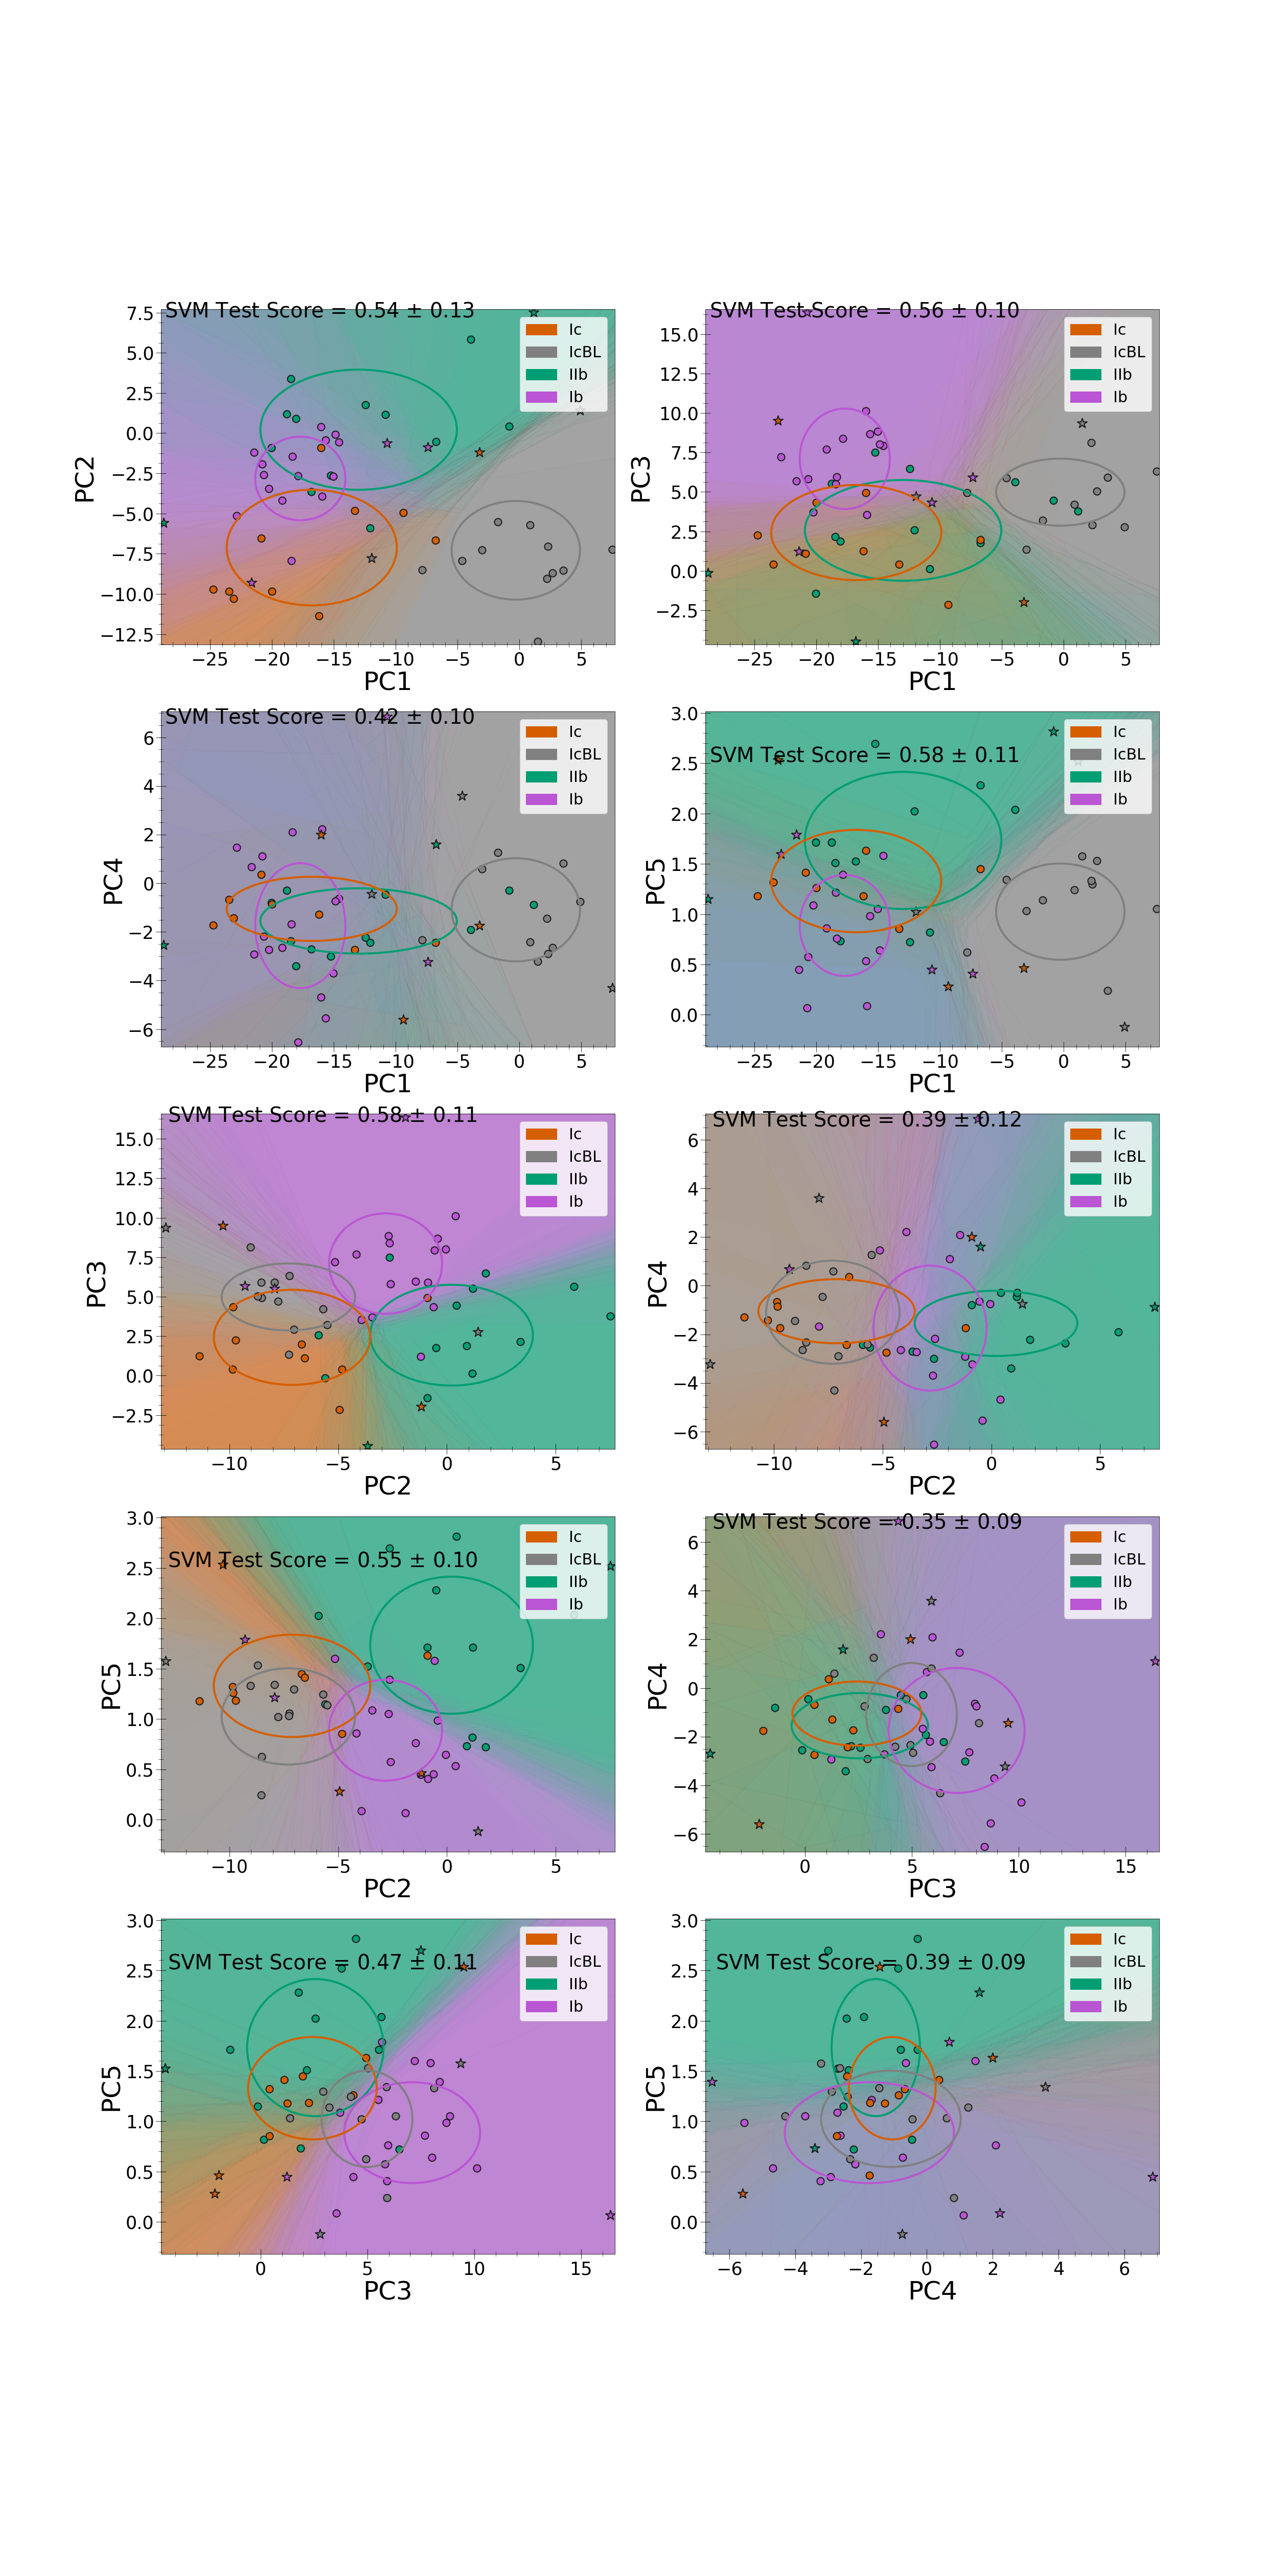 SVM Test Score = 0.54 ± 0.13
Ic
IcBL
IIb
Ib
7.5
5.0
2.5
0.0
−2.5
−5.0
−7.5
−10.0
−12.5
PC2
−25 −20 −15 −10 −5 0 5
PC1
SVM Test Score = 0.56 ± 0.10
Ic
IcBL
IIb
Ib
15.0
12.5
10.0
7.5
5.0
2.5
0.0
−2.5
PC3
−25 −20 −15 −10 −5 0 5
PC1
SVM Test Score = 0.42 ± 0.10
Ic
IcBL
IIb
Ib
6
4
2
0
−2
−4
−6
PC4
−25 −20 −15 −10 −5 0 5
PC1
SVM Test Score = 0.58 ± 0.11
Ic
IcBL
IIb
Ib
3.0
2.5
2.0
1.5
1.0
0.5
0.0
PC5
−25 −20 −15 −10 −5 0 5
PC1
SVM Test Score = 0.58 ± 0.11
Ic
IcBL
IIb
Ib
15.0
12.5
10.0
7.5
5.0
2.5
0.0
−2.5
PC3
−10 −5 0 5
PC2
SVM Test Score = 0.39 ± 0.12
Ic
IcBL
IIb
Ib
6
4
2
0
−2
−4
−6
PC4
−10 −5 0 5
PC2
SVM Test Score = 0.55 ± 0.10
Ic
IcBL
IIb
Ib
3.0
2.5
2.0
1.5
1.0
0.5
0.0
PC5
−10 −5 0 5
PC2
SVM Test Score = 0.35 ± 0.09
Ic
IcBL
IIb
Ib
6
4
2
0
−2
−4
−6
PC4
0 5 10 15
PC3
SVM Test Score = 0.47 ± 0.11
Ic
IcBL
IIb
Ib
3.0
2.5
2.0
1.5
1.0
0.5
0.0
PC5
0 5 10 15
PC3
SVM Test Score = 0.39 ± 0.09
Ic
IcBL
IIb
Ib
3.0
2.5
2.0
1.5
1.0
0.5
0.0
PC5
−6 −4 −2 0 2 4 6
PC4